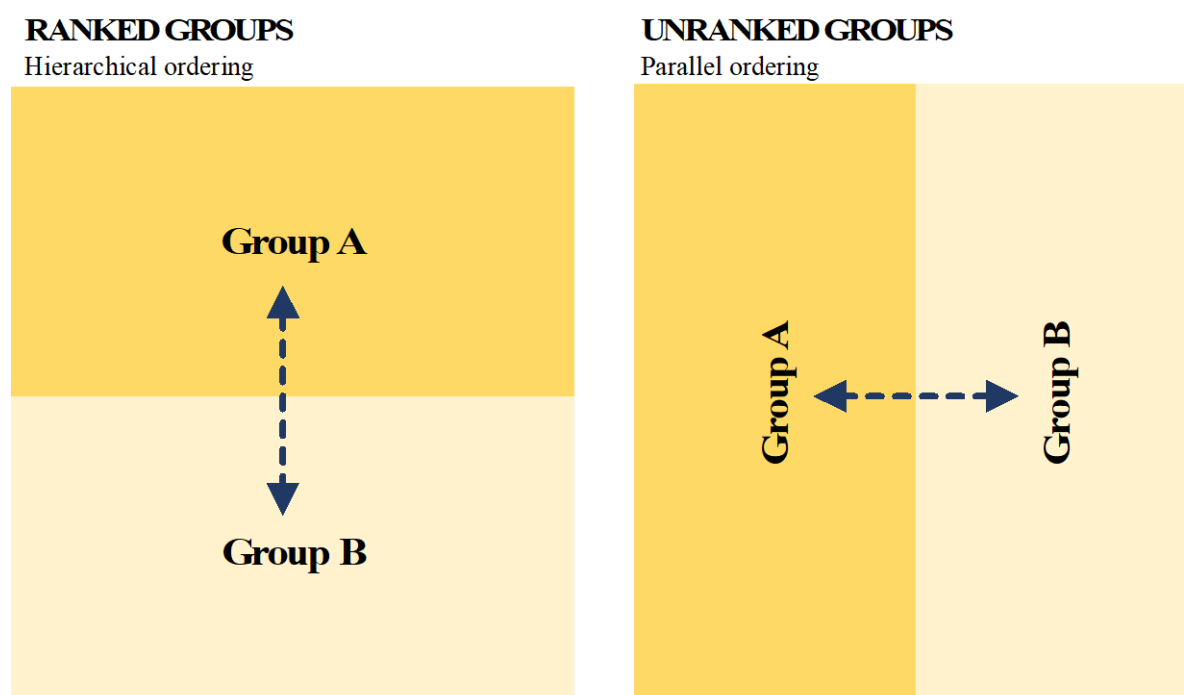 RANKED GROUPS
Hierarchical ordering
Group A
Group B
UNRANKED GROUPS
Parallel ordering
Group A
Group B